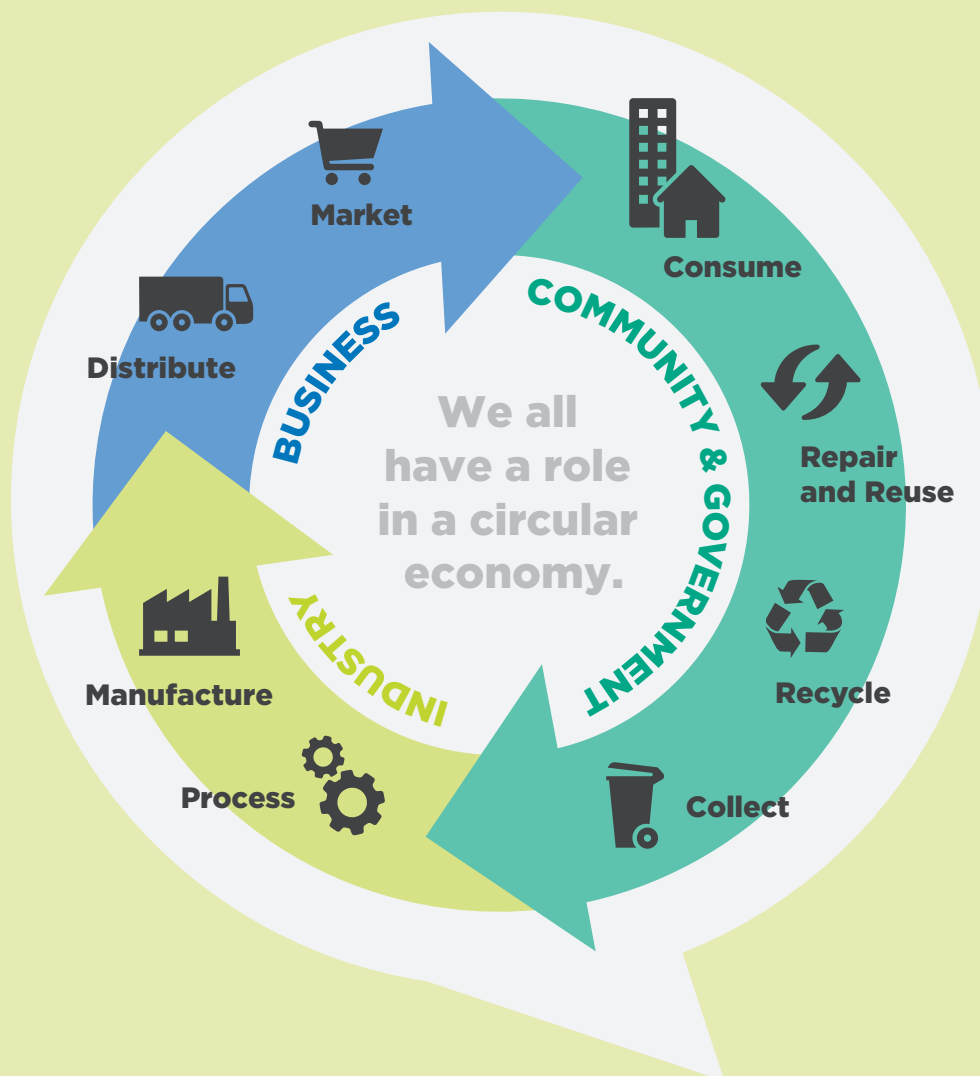 Market
Consume
Distribute
Repair
and Reuse
Recycle
Collect
Process
Manufacture
BUSINESS
COMMUNITY & GOVERNMENT
INDUSTRY
We all
have a role
in a circular
economy.